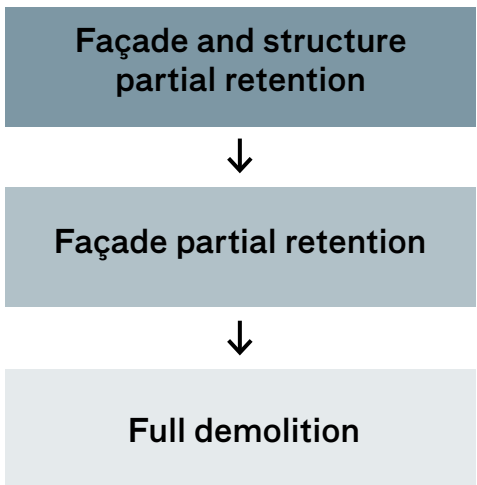 Façade and structure
partial retention
↓
Façade partial retention
↓
Full demolition